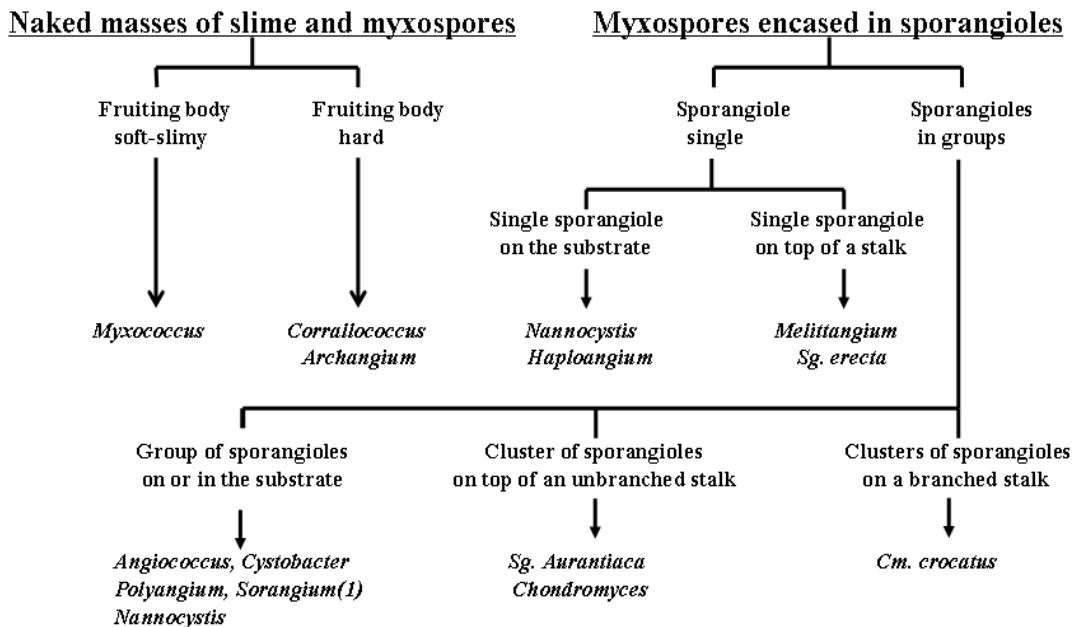 Naked masses of slime and myxospores
Myxospores encased in sporangioles
Fruiting body
soft-slimy
Fruiting body
hard
Sporangiole
single
Sporangioles
in groups
Single sporangiole
on the substrate
Single sporangiole
on top of a stalk
Myxococcus
Corrallococcus
Archangium
Nannocystis
Haploangium
Melittangium
Sg. erecta
Group of sporangioles
on or in the substrate
Cluster of sporangioles
on top of an unbranched stalk
Clusters of sporangioles
on a branched stalk
Angiococcus, Cystobacter
Polyangium, Sorangium(1)
Nannocystis
Sg. Aurantiaca
Chondromyces
Cm. crocatus